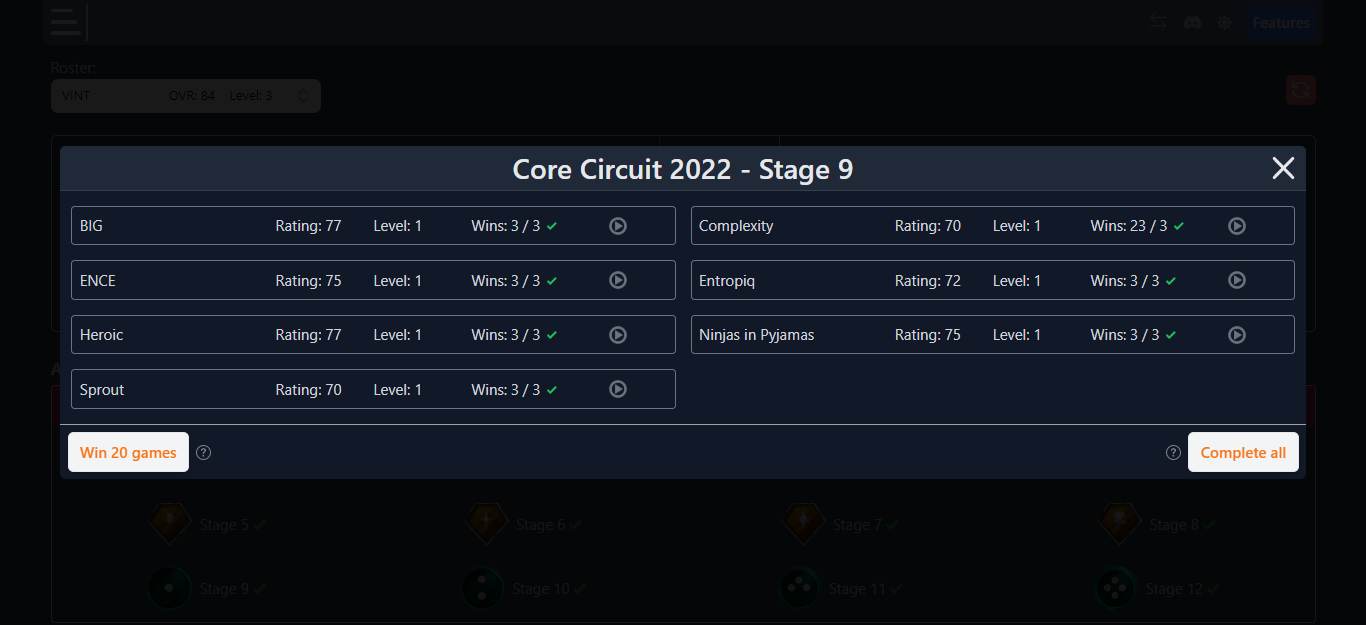 Features
Roster:
VINT OVR: 84 Level: 3
Core Circuit 2022 - Stage 9
BIG Rating: 77 Level: 1 Wins: 3 / 3
Complexity Rating: 70 Level: 1 Wins: 23 / 3
ENCE Rating: 75 Level: 1 Wins: 3 / 3
Entropiq Rating: 72 Level: 1 Wins: 3 / 3
Heroic Rating: 77 Level: 1 Wins: 3 / 3
Ninjas in Pyjamas Rating: 75 Level: 1 Wins: 3 / 3
Sprout Rating: 70 Level: 1 Wins: 3 / 3
Win 20 games ?
? Complete all
Stage 5 Stage 6 Stage 7 Stage 8
Stage 9 Stage 10 Stage 11 Stage 12